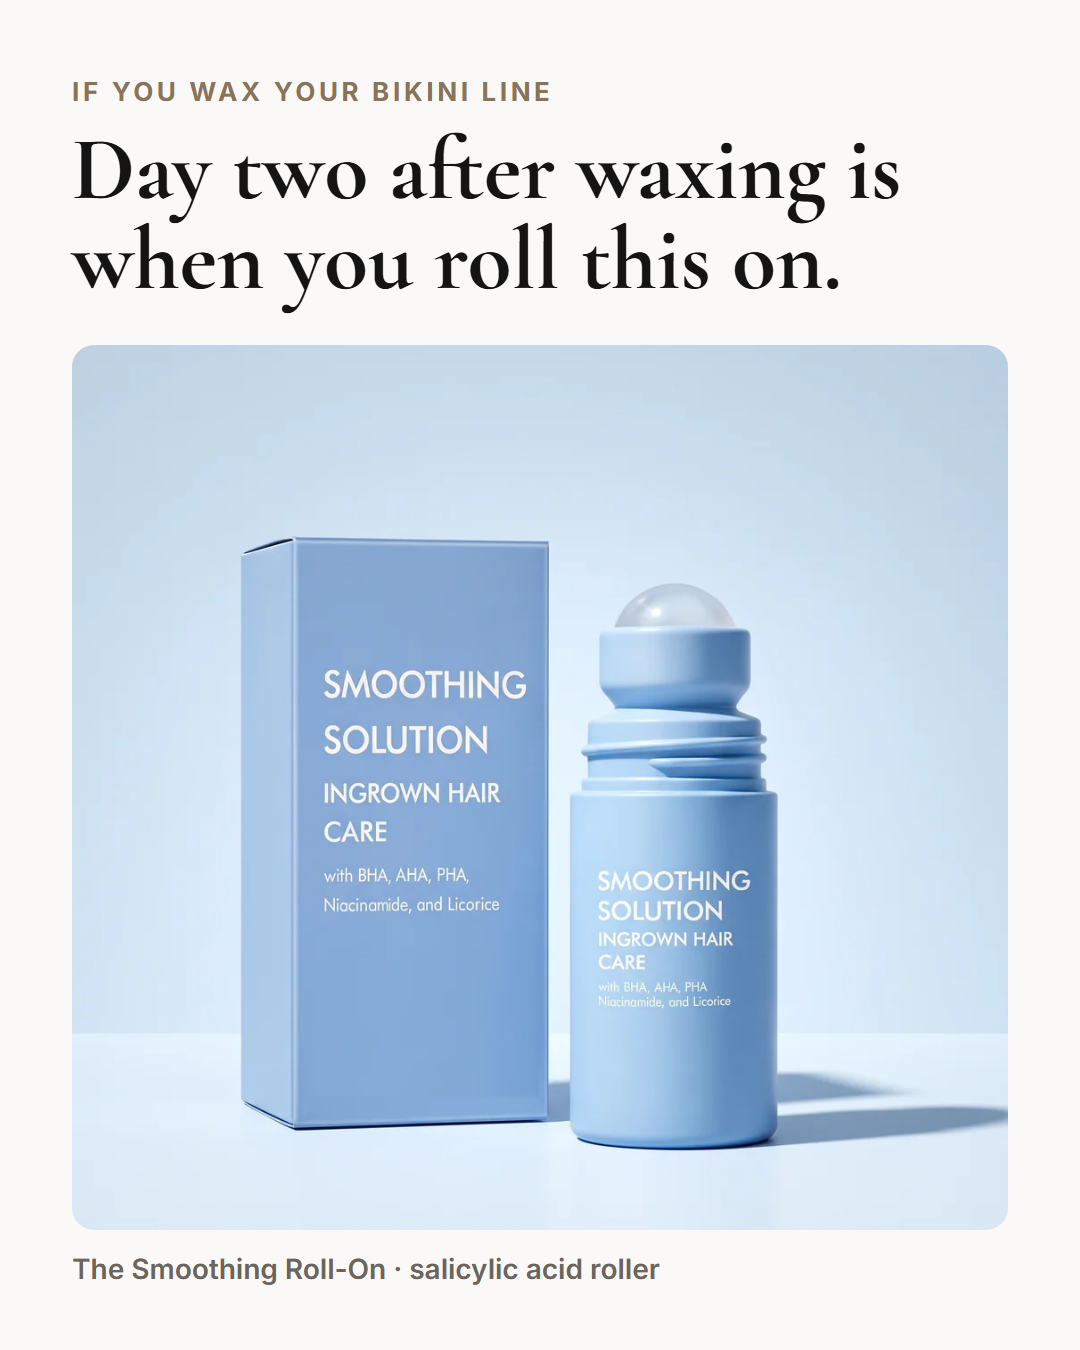 IF YOU WAX YOUR BIKINI LINE
Day two after waxing is
when you roll this on.
SMOOTHING
SOLUTION
INGROWN HAIR
CARE
with BHA, AHA, PHA,
Niacinamide, and Licorice
SMOOTHING
SOLUTION
INGROWN HAIR
CARE
with BHA, AHA, PHA
Niacinamide, and Licorice
The Smoothing Roll-On · salicylic acid roller